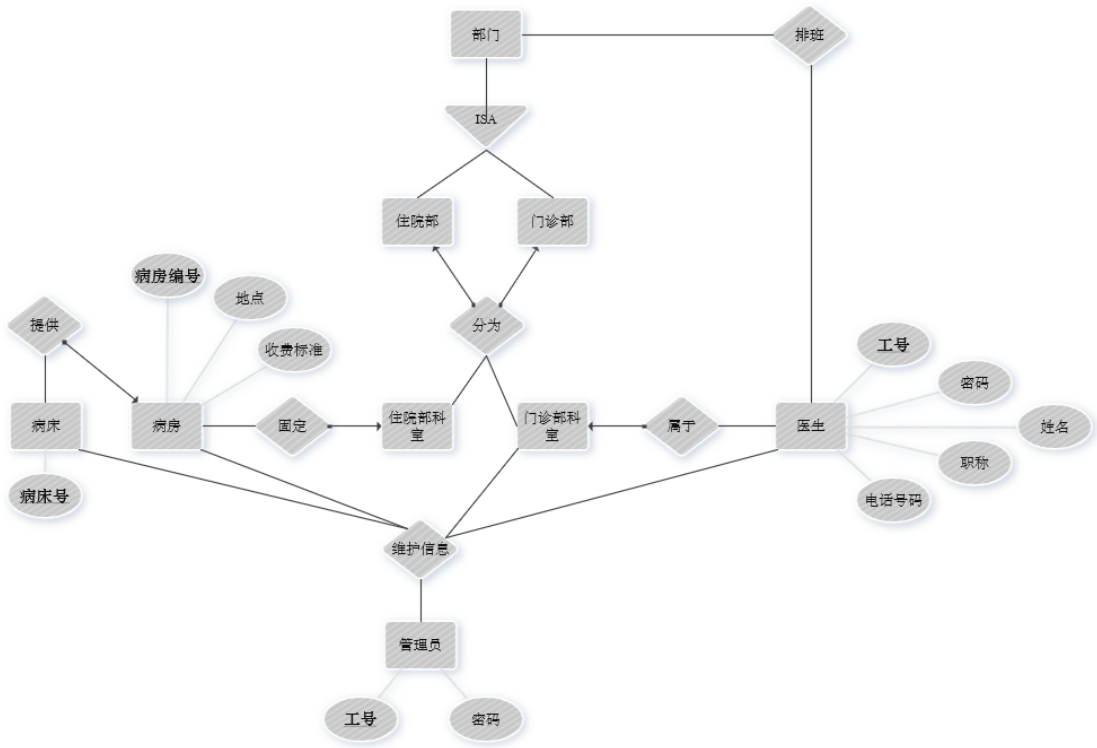 部门
排班
ISA
住院部
门诊部
病房编号
地点
提供
分为
收费标准
工号
密码
病床
病房
固定
住院部科
室
门诊部科
室
属于
医生
姓名
职称
病床号
电话号码
维护信息
管理员
工号
密码